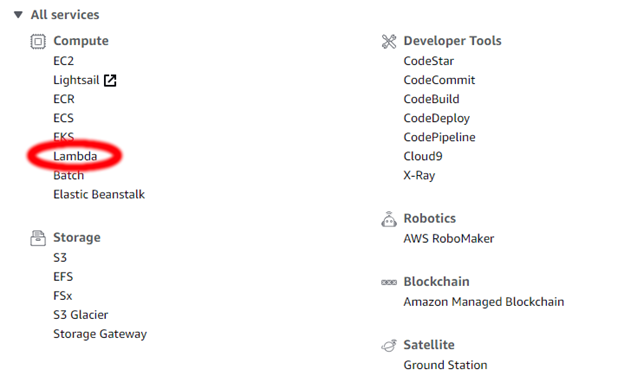 All services
Compute
EC2
Lightsail
ECR
ECS
EKS
Lambda
Batch
Elastic Beanstalk
Storage
S3
EFS
FSx
S3 Glacier
Storage Gateway
Developer Tools
CodeStar
CodeCommit
CodeBuild
CodeDeploy
CodePipeline
Cloud9
X-Ray
Robotics
AWS RoboMaker
Blockchain
Amazon Managed Blockchain
Satellite
Ground Station